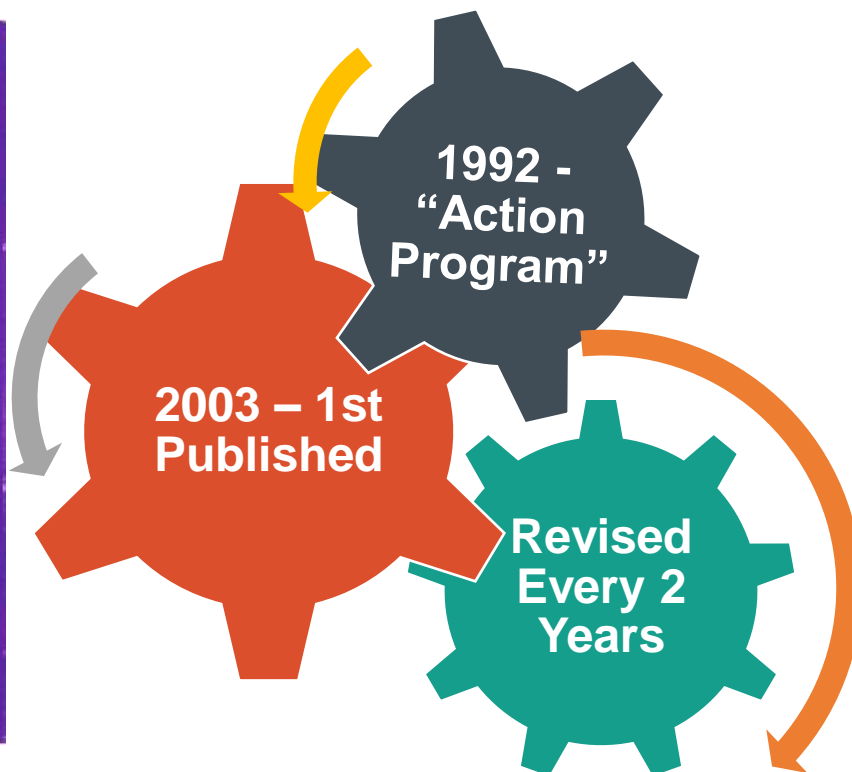 1992 -
“Action
Program”
2003 – 1st
Published
Revised
Every 2
Years